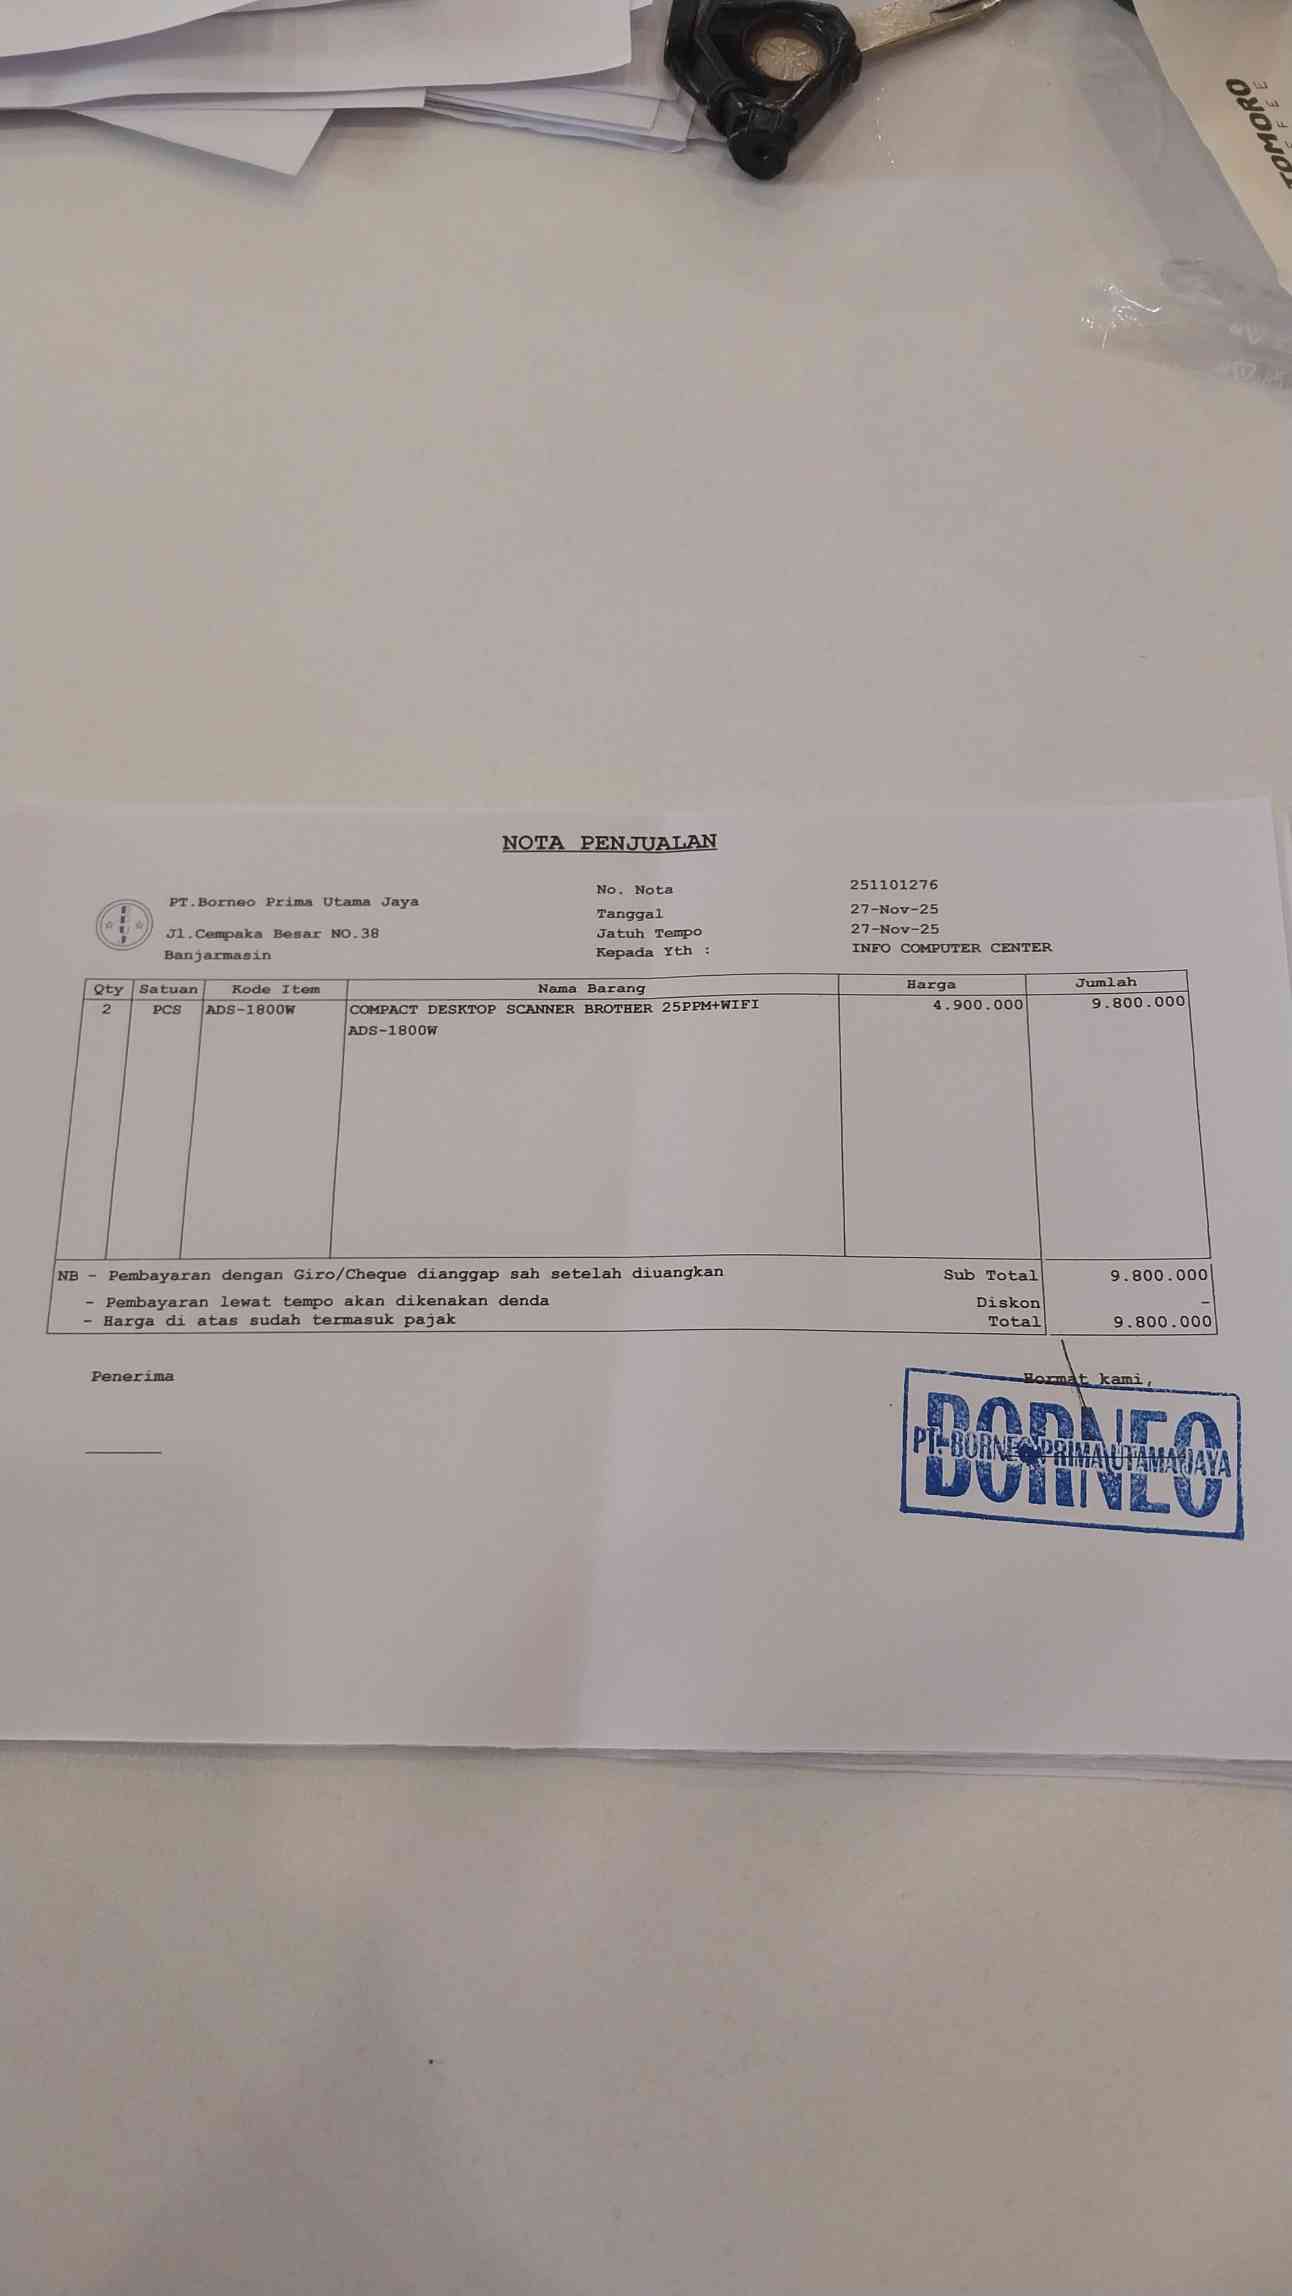 TOMORO
NOTA PENJUALAN
PT.Borneo Prima Utama Jaya
Jl.Cempaka Besar NO.38
Banjarmasin
No. Nota 251101276
Tanggal 27-Nov-25
Jatuh Tempo 27-Nov-25
Kepada Yth : INFO COMPUTER CENTER
Qty Satuan Kode Item Nama Barang Harga Jumlah
2 PCS ADS-1800W COMPACT DESKTOP SCANNER BROTHER 25PPM+WIFI 4.900.000 9.800.000
ADS-1800W
NB - Pembayaran dengan Giro/Cheque dianggap sah setelah diuangkan Sub Total 9.800.000
- Pembayaran lewat tempo akan dikenakan denda Diskon -
- Harga di atas sudah termasuk pajak Total 9.800.000
Penerima Hormat kami,
BORNEO
PT. BORNEO PRIMA UTAMA JAYA